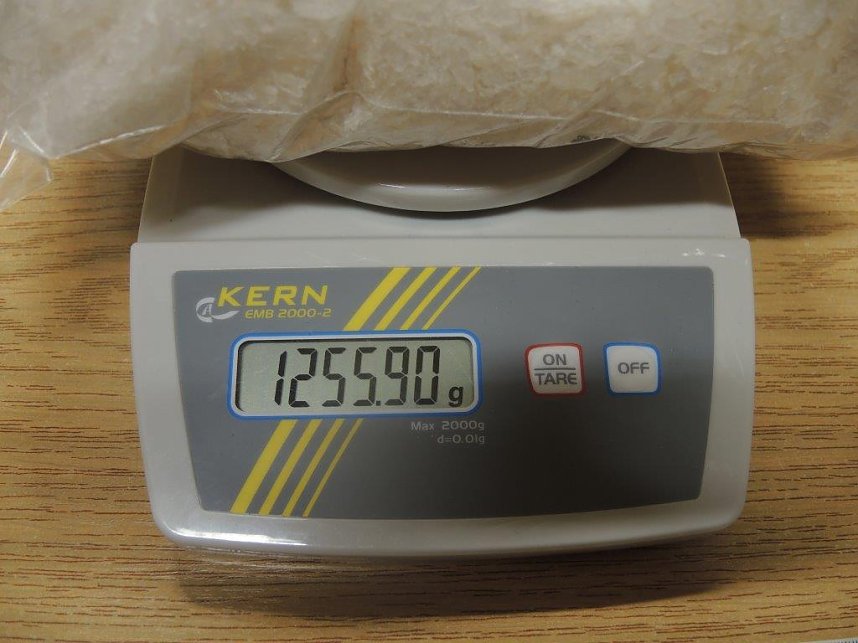 KERN
EMB 2000-2
1255.90 g
ON
TARE
OFF
Max 2000g
d=0.01g